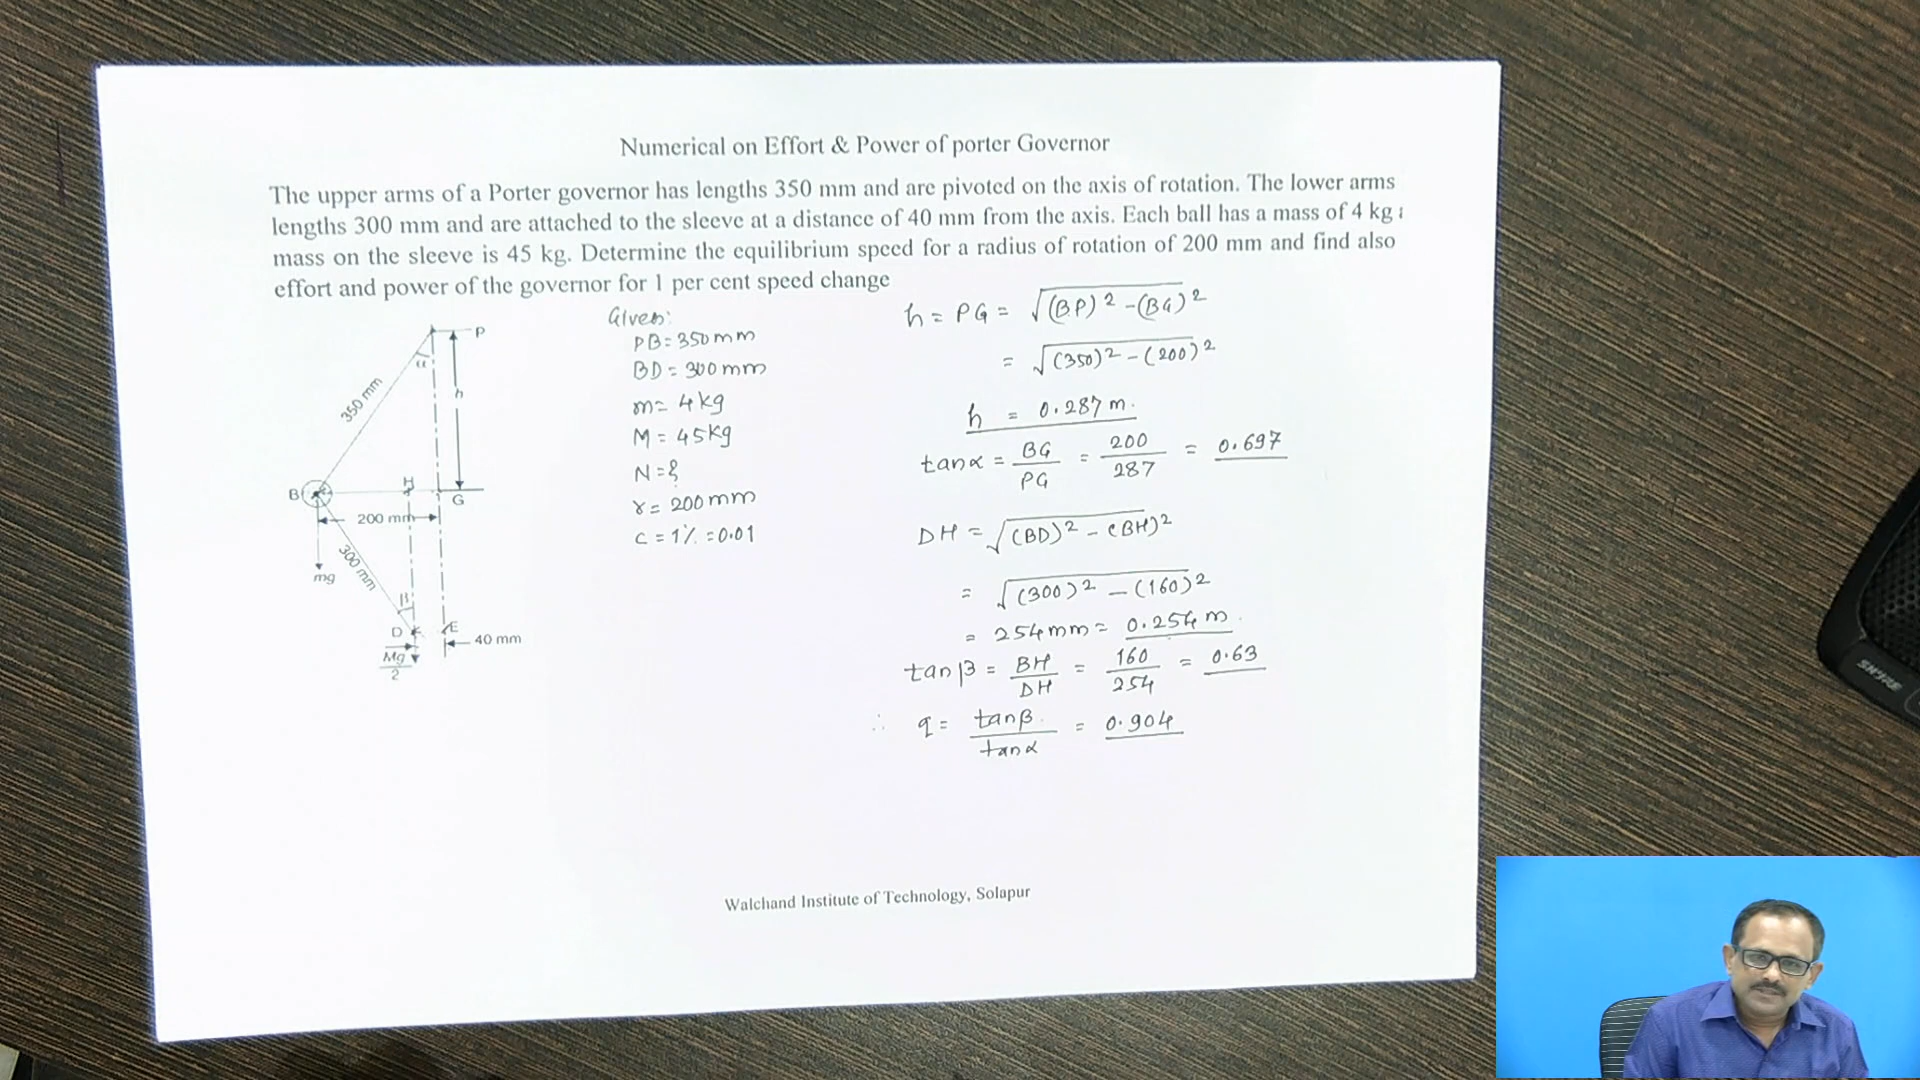 Numerical on Effort & Power of porter Governor
The upper arms of a Porter governor has lengths 350 mm and are pivoted on the axis of rotation. The lower arms
lengths 300 mm and are attached to the sleeve at a distance of 40 mm from the axis. Each ball has a mass of 4 kg
mass on the sleeve is 45 kg. Determine the equilibrium speed for a radius of rotation of 200 mm and find also
effort and power of the governor for 1 per cent speed change
P
α
350 mm
h
B
H
G
200 mm
300 mm
mg
β
D
E
40 mm
Mg
2
Given:
PB = 350 mm
BD = 300 mm
m = 4 kg
M = 45 kg
N = ?
r = 200 mm
c = 1% = 0.01
h = PG = √(BP)² - (BG)²
= √(350)² - (200)²
h = 0.287 m.
tan α = BG/PG = 200/287 = 0.697
DH = √(BD)² - (BH)²
= √(300)² - (160)²
= 254 mm = 0.254 m.
tan β = BH/DH = 160/254 = 0.63
∴ q = tan β/tan α = 0.904
Walchand Institute of Technology, Solapur
SHURE